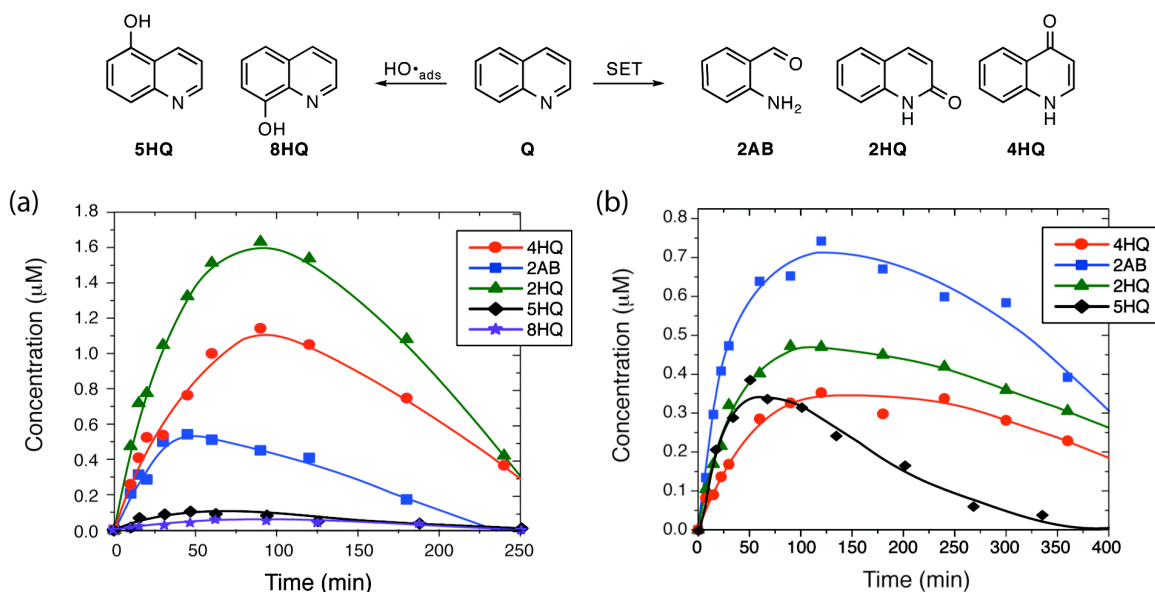 OH
N
5HQ
N
OH
8HQ
HO•ads
N
Q
SET
O
NH2
2AB
N
H
O
2HQ
O
N
H
4HQ
(a)
Concentration (μM)
1.8
1.6
1.4
1.2
1.0
0.8
0.6
0.4
0.2
0.0
0 50 100 150 200 250
Time (min)
4HQ
2AB
2HQ
5HQ
8HQ
(b)
Concentration (μM)
0.8
0.7
0.6
0.5
0.4
0.3
0.2
0.1
0.0
0 50 100 150 200 250 300 350 400
Time (min)
4HQ
2AB
2HQ
5HQ